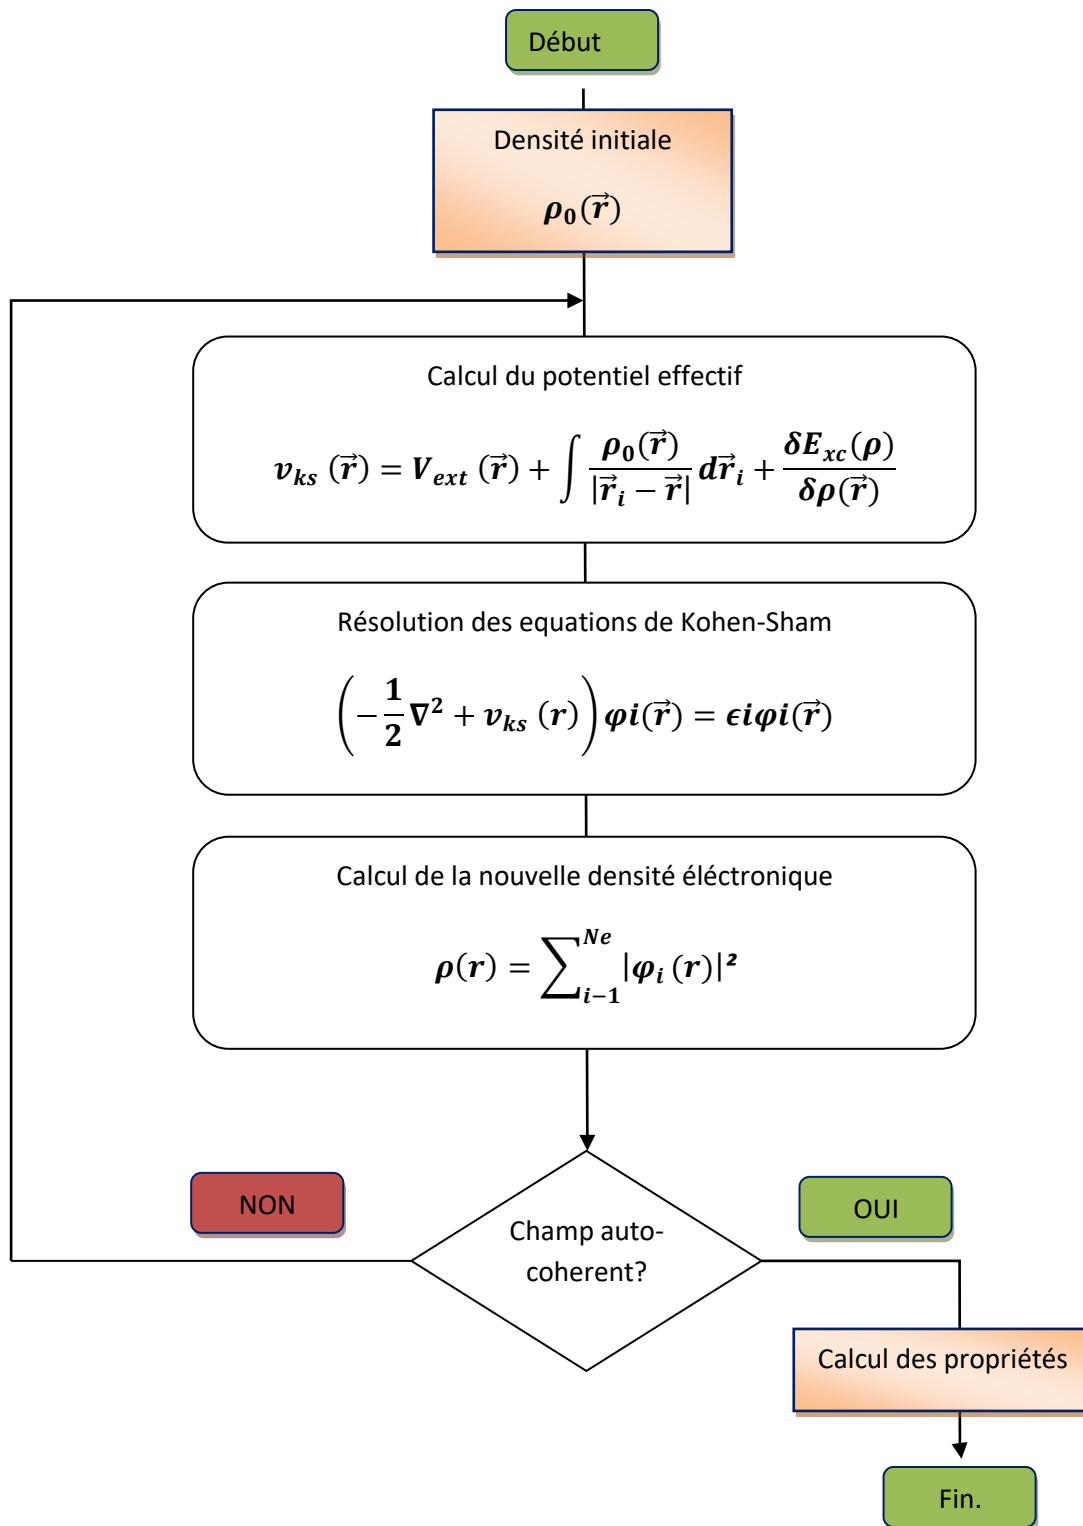 Début
Densité initiale
ρ₀(r⃗)
Calcul du potentiel effectif
v_ks (r⃗) = V_ext (r⃗) + ∫ ρ₀(r⃗) / |r⃗_i − r⃗| dr⃗_i + δE_xc(ρ) / δρ(r⃗)
Résolution des equations de Kohen-Sham
(−1/2 ∇² + v_ks (r)) φi(r⃗) = ϵiφi(r⃗)
Calcul de la nouvelle densité éléctronique
ρ(r) = ∑_{i−1}^{Ne} |φ_i (r)|²
NON
OUI
Champ auto-
coherent?
Calcul des propriétés
Fin.